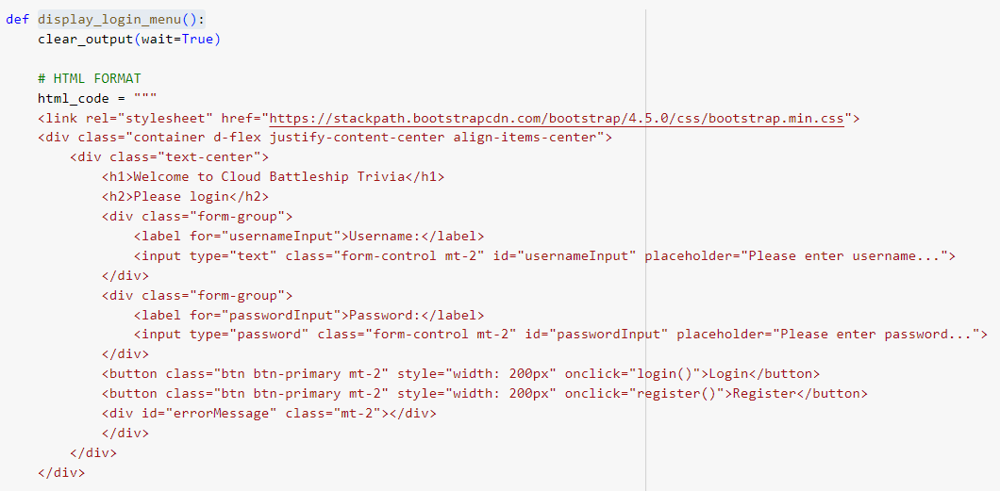 def display_login_menu():
    clear_output(wait=True)

    # HTML FORMAT
    html_code = """
    <link rel="stylesheet" href="https://stackpath.bootstrapcdn.com/bootstrap/4.5.0/css/bootstrap.min.css">
    <div class="container d-flex justify-content-center align-items-center">
        <div class="text-center">
            <h1>Welcome to Cloud Battleship Trivia</h1>
            <h2>Please login</h2>
            <div class="form-group">
                <label for="usernameInput">Username:</label>
                <input type="text" class="form-control mt-2" id="usernameInput" placeholder="Please enter username...">
            </div>
            <div class="form-group">
                <label for="passwordInput">Password:</label>
                <input type="password" class="form-control mt-2" id="passwordInput" placeholder="Please enter password...">
            </div>
            <button class="btn btn-primary mt-2" style="width: 200px" onclick="login()">Login</button>
            <button class="btn btn-primary mt-2" style="width: 200px" onclick="register()">Register</button>
            <div id="errorMessage" class="mt-2"></div>
            </div>
        </div>
    </div>